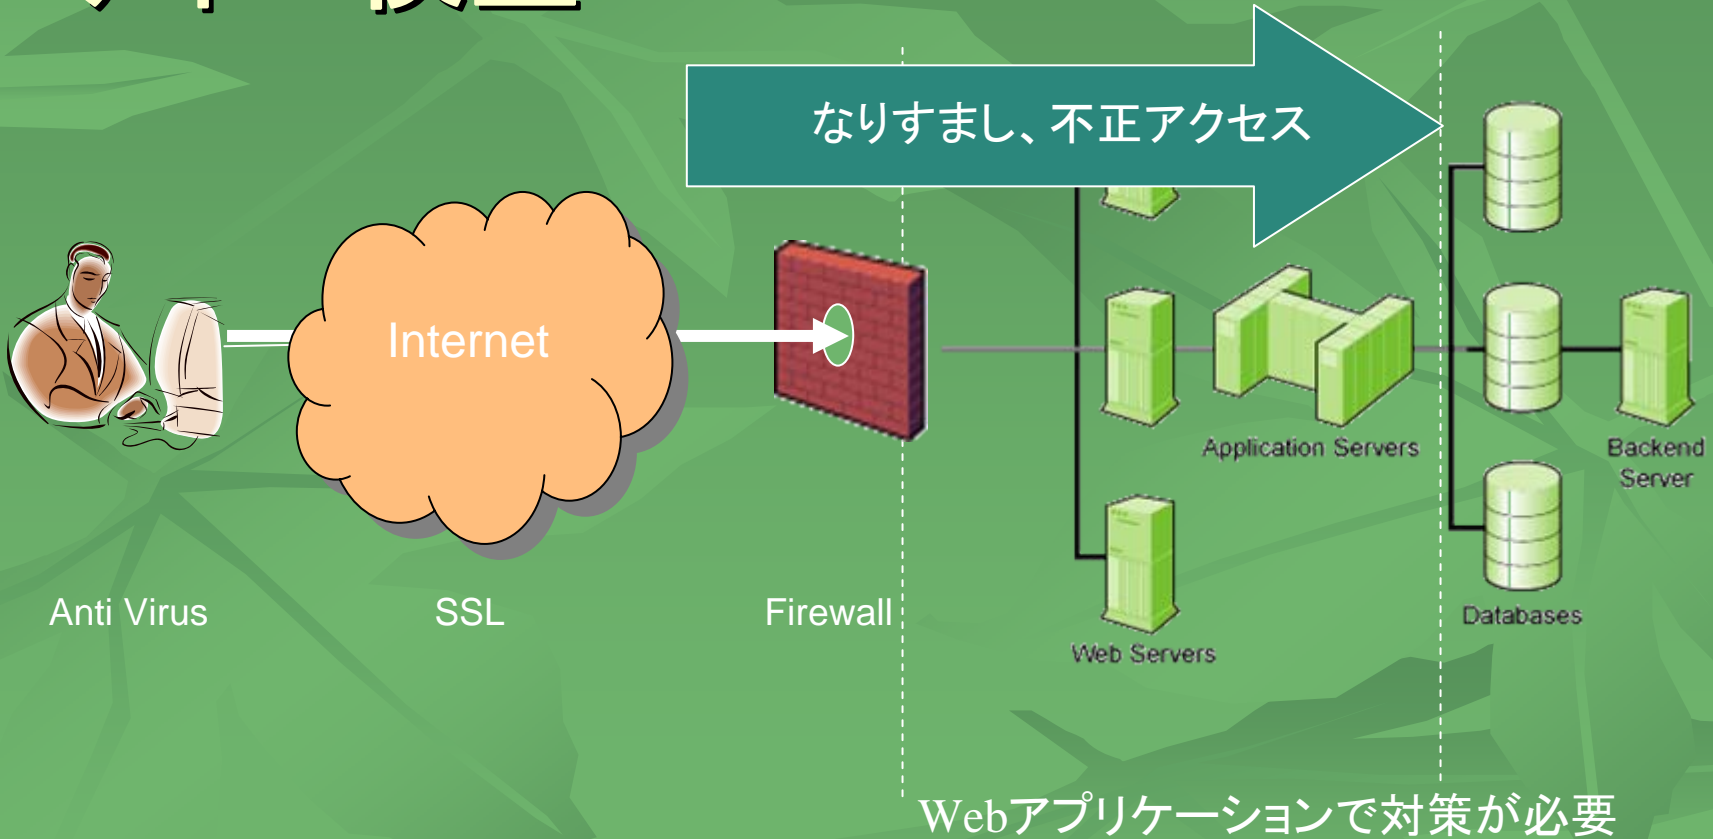 なりすまし、不正アクセス
Internet
Application Servers
Backend
Server
Anti Virus
SSL
Firewall
Databases
Web Servers
Webアプリケーションで対策が必要